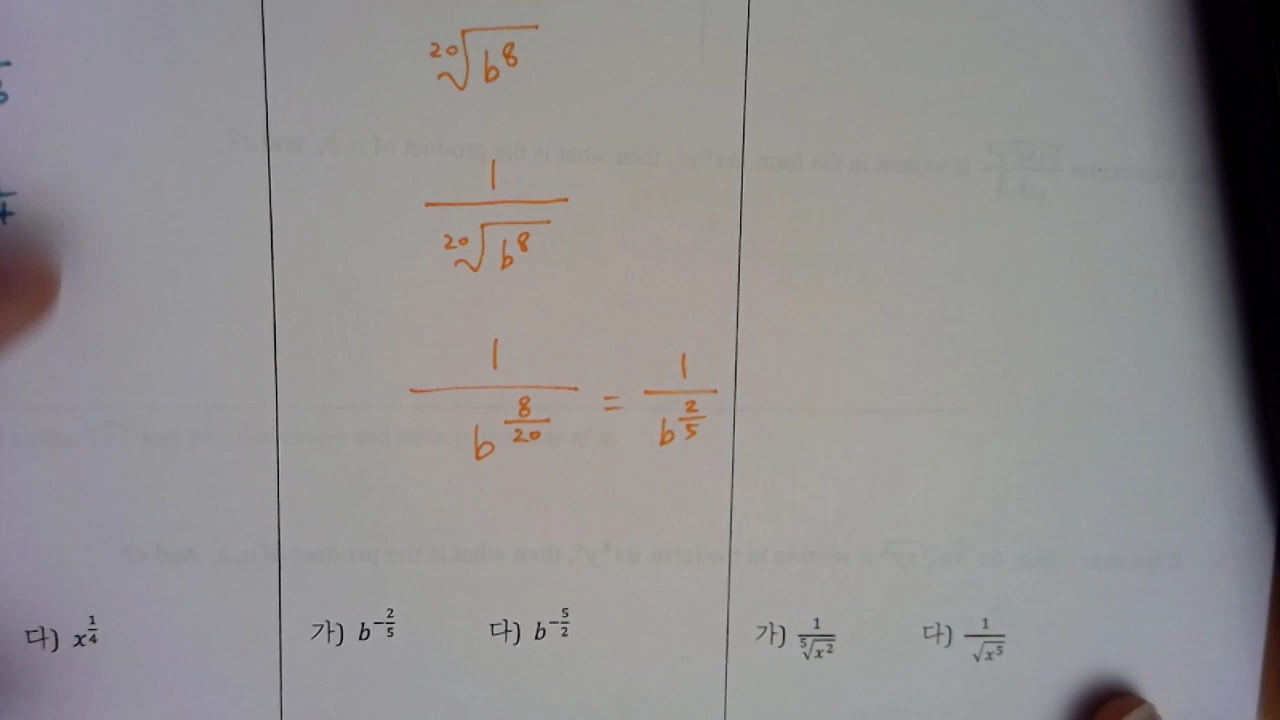 ²⁰√b⁸
1/²⁰√b⁸
1/b^(8/20) = 1/b^(2/5)
다) x^(1/4)
가) b^(-2/5) 다) b^(-5/2)
가) 1/⁵√x² 다) 1/√x⁵